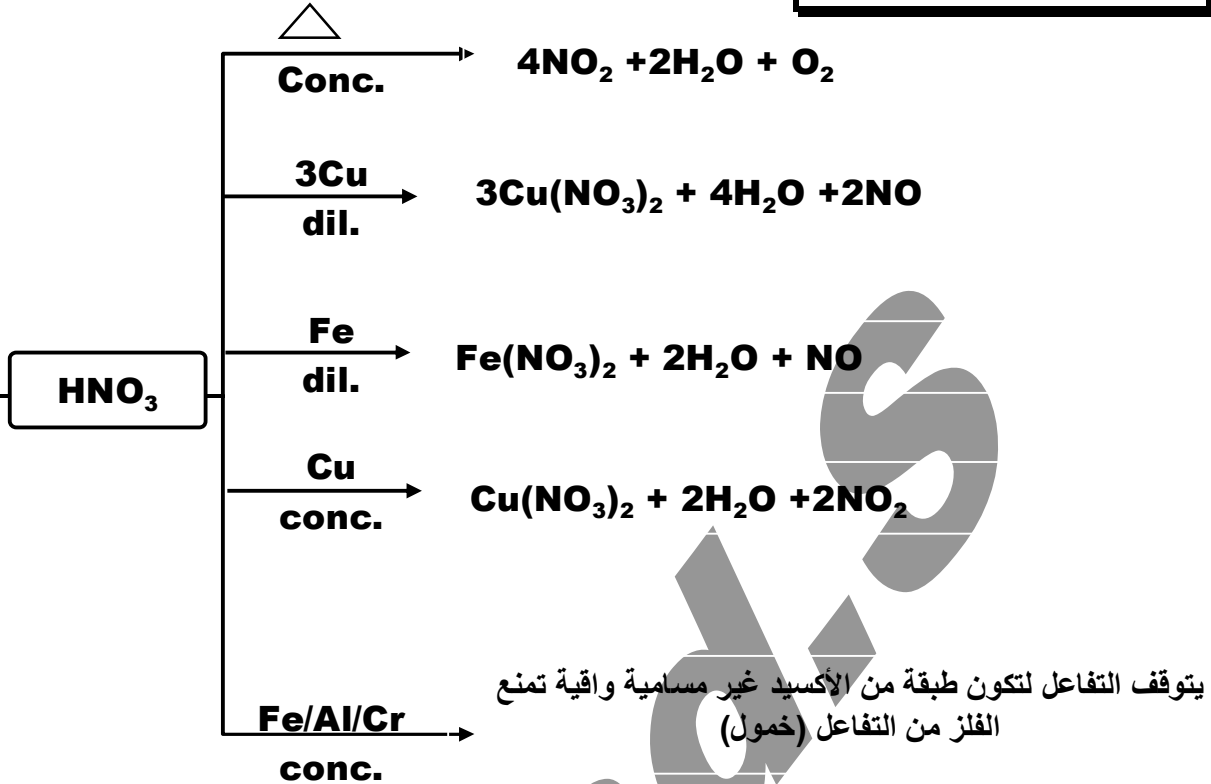 △
Conc.
4NO₂ +2H₂O + O₂
3Cu
dil.
3Cu(NO₃)₂ + 4H₂O +2NO
Fe
dil.
Fe(NO₃)₂ + 2H₂O + NO
HNO₃
Cu
conc.
Cu(NO₃)₂ + 2H₂O +2NO₂
Fe/Al/Cr
conc.
يتوقف التفاعل لتكون طبقة من الأكسيد غير مسامية واقية تمنع
الفلز من التفاعل (خمول)
d.s